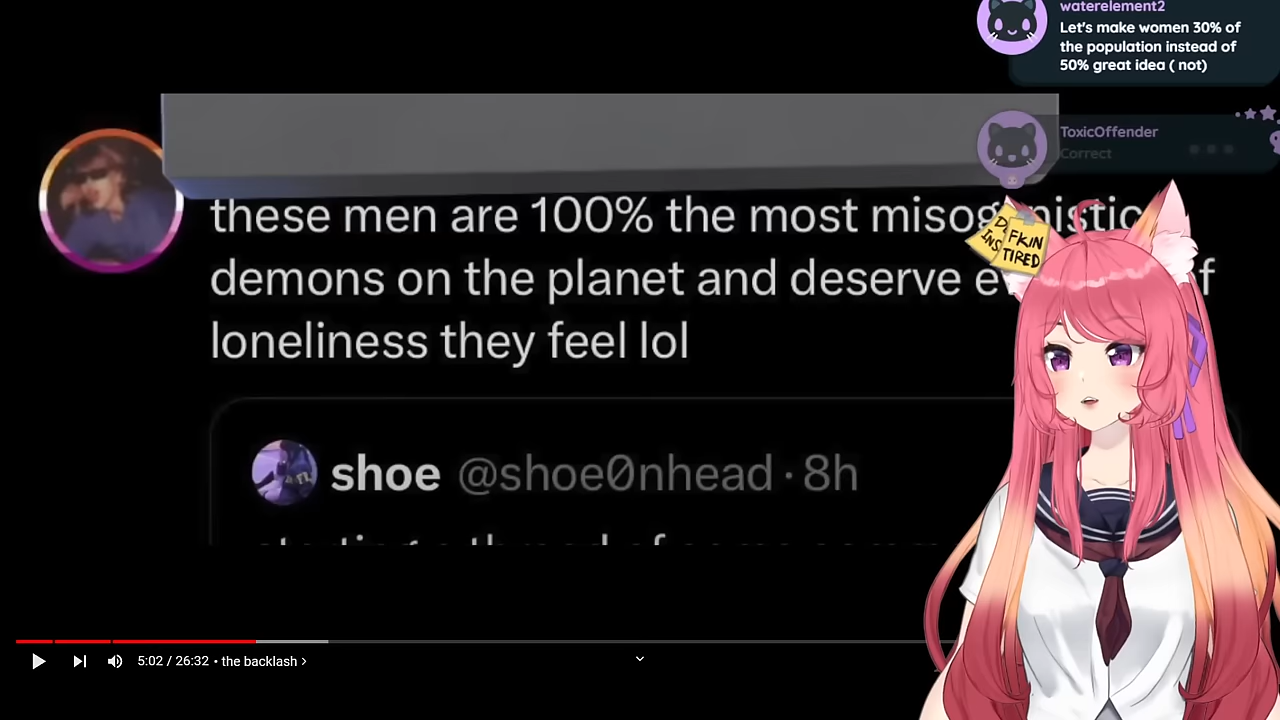 waterelement2
Let's make women 30% of
the population instead of
50% great idea ( not)
ToxicOffender
Correct
these men are 100% the most misogynistic
demons on the planet and deserve f
loneliness they feel lol
FKIN
TIRED
shoe @shoe0nhead · 8h
5:02 / 26:32 • the backlash ›